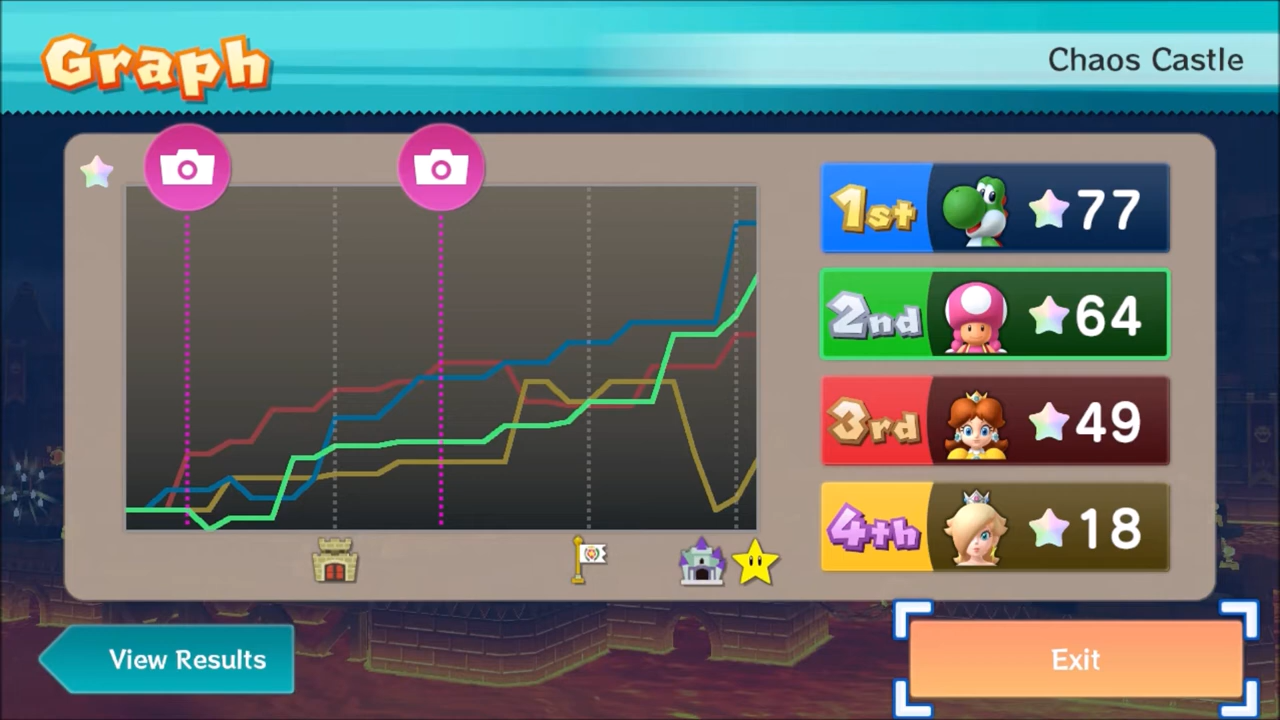 Graph
Chaos Castle
1st 77
2nd 64
3rd 49
4th 18
View Results
Exit